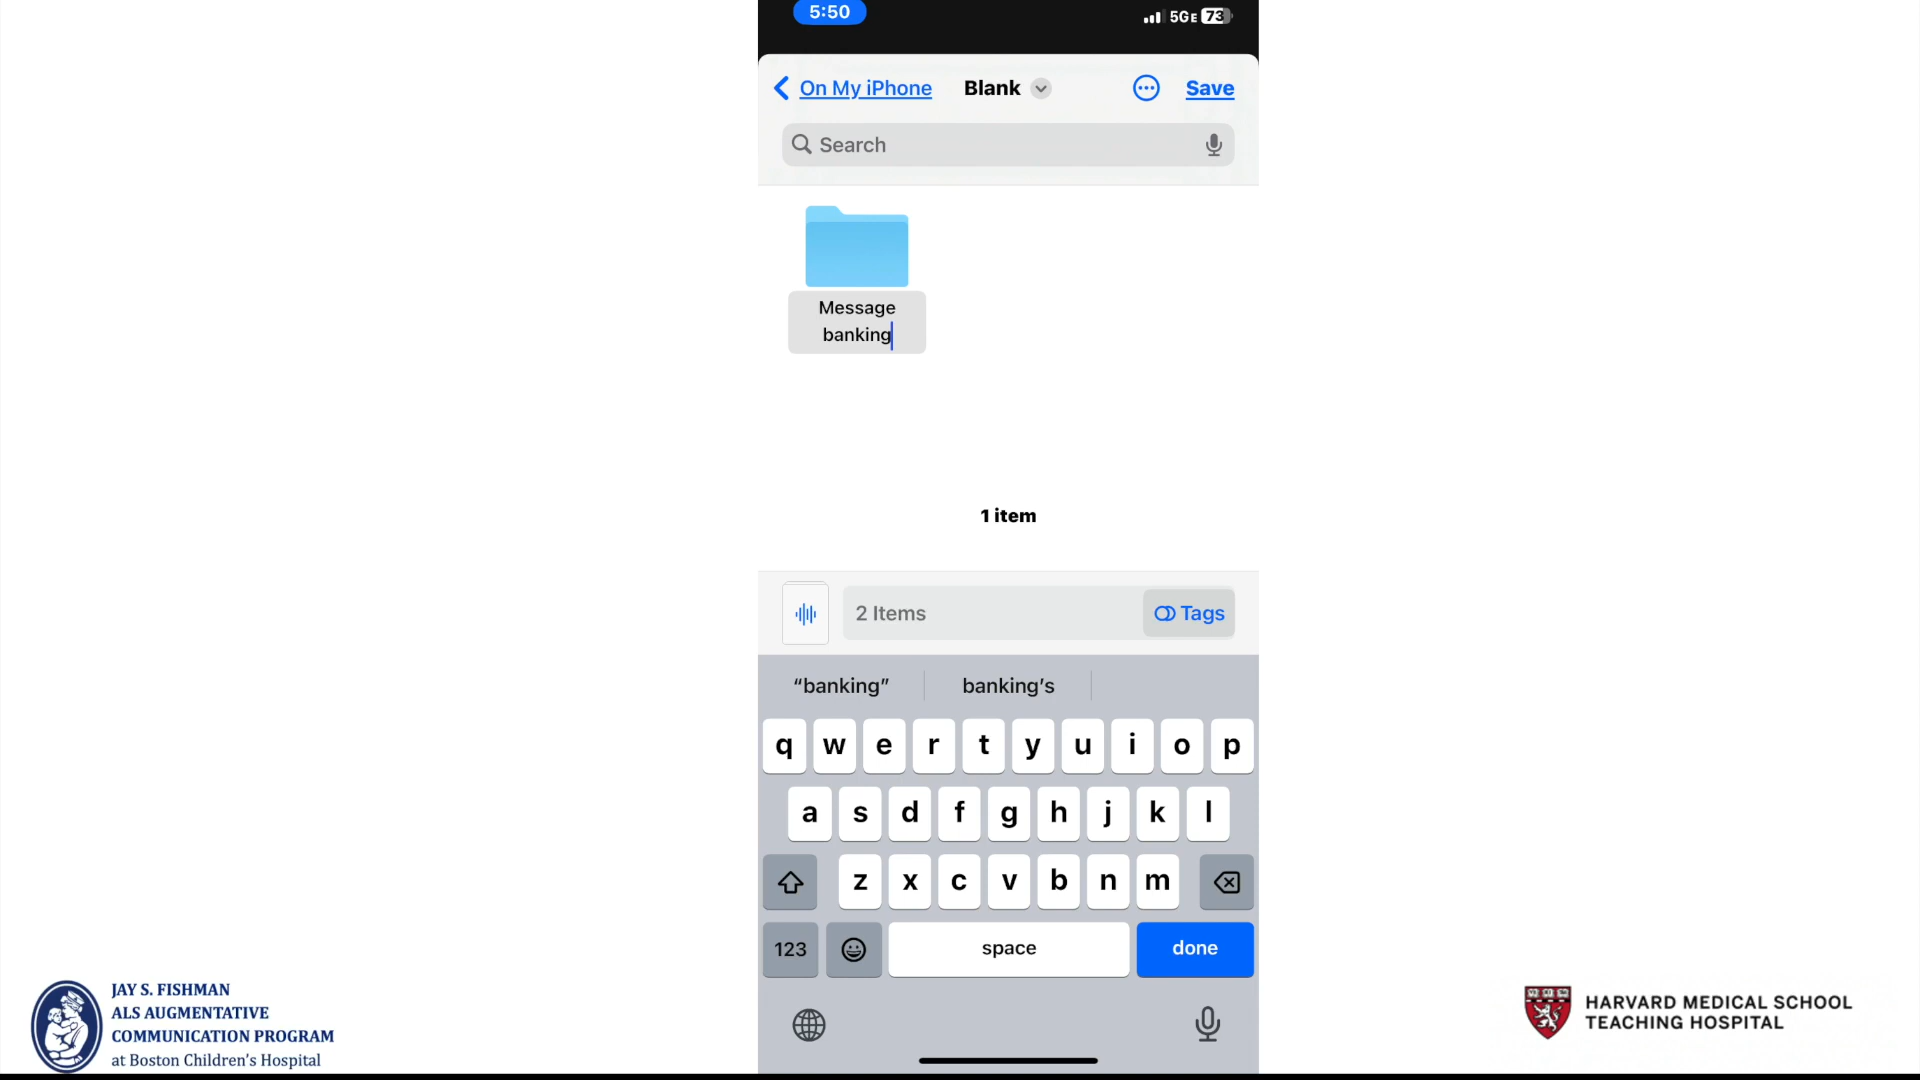 5:50
5GE 73
On My iPhone Blank Save
Search
Message
banking
1 item
2 Items Tags
“banking” banking’s
q w e r t y u i o p
a s d f g h j k l
z x c v b n m
123 space done
JAY S. FISHMAN
ALS AUGMENTATIVE
COMMUNICATION PROGRAM
at Boston Children’s Hospital
HARVARD MEDICAL SCHOOL
TEACHING HOSPITAL